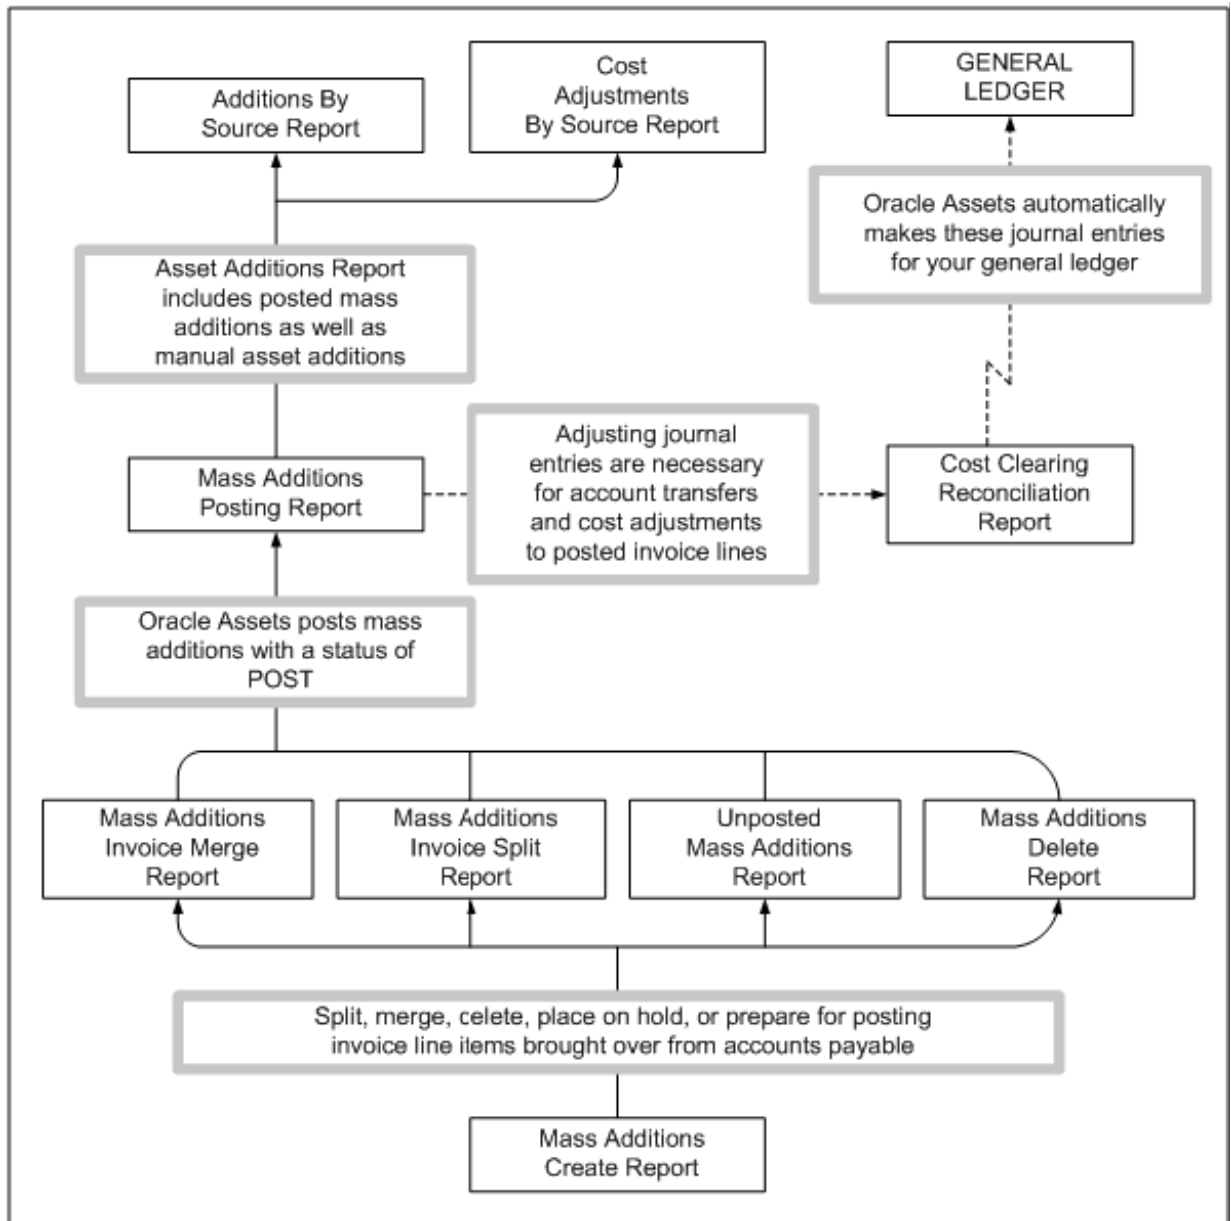 Additions By
Source Report
Cost
Adjustments
By Source Report
GENERAL
LEDGER
Oracle Assets automatically
makes these journal entries
for your general ledger
Asset Additions Report
includes posted mass
additions as well as
manual asset additions
Mass Additions
Posting Report
Adjusting journal
entries are necessary
for account transfers
and cost adjustments
to posted invoice lines
Cost Clearing
Reconciliation
Report
Oracle Assets posts mass
additions with a status of
POST
Mass Additions
Invoice Merge
Report
Mass Additions
Invoice Split
Report
Unposted
Mass Additions
Report
Mass Additions
Delete
Report
Split, merge, celete, place on hold, or prepare for posting
invoice line items brought over from accounts payable
Mass Additions
Create Report